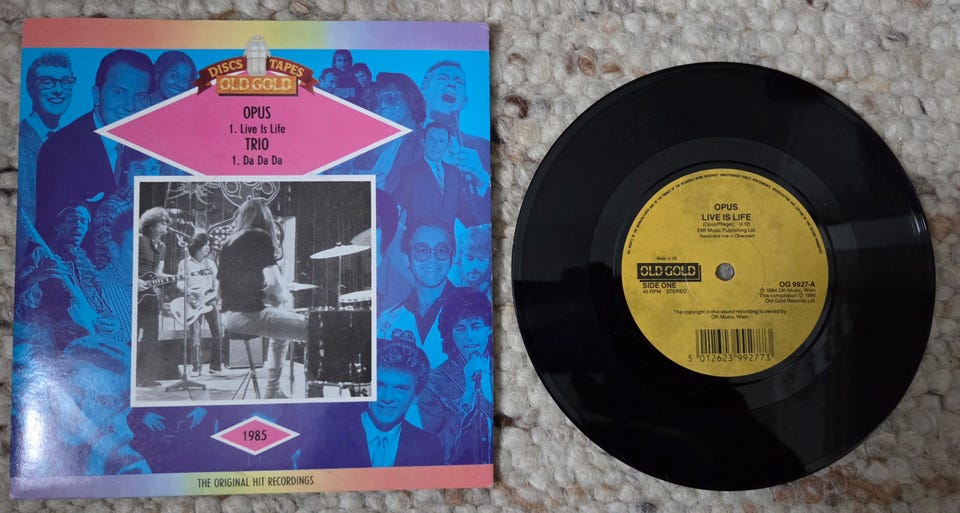 DISCS TAPES
OLD GOLD
OPUS
1. Live Is Life
TRIO
1. Da Da Da
1985
THE ORIGINAL HIT RECORDINGS
OPUS
LIVE IS LIFE
(Opus/Pfleger) (4.12)
EMI Music Publishing Ltd.
Recorded live in Oberwart
Made in UK
OLD GOLD
SIDE ONE
45 RPM STEREO
OG 9927-A
℗ 1984 OK-Music, Wien
This compilation ℗ 1990
Old Gold Records Ltd.
The copyright in this sound recording is owned by
OK-Music, Wien.
5 012623 992773